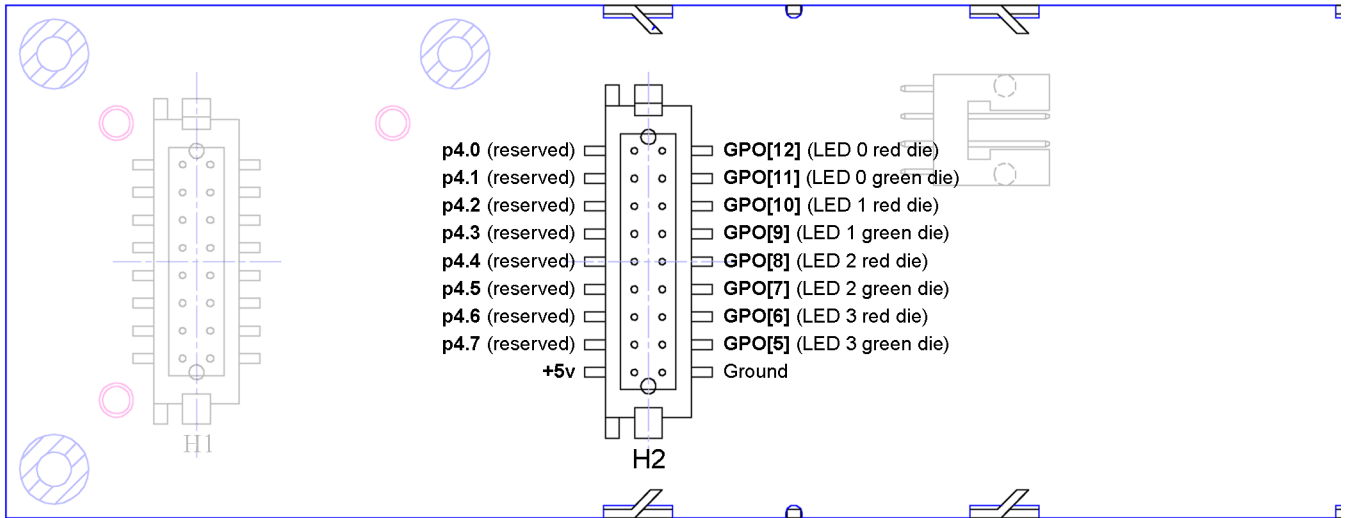 p4.0 (reserved) GPO[12] (LED 0 red die)
p4.1 (reserved) GPO[11] (LED 0 green die)
p4.2 (reserved) GPO[10] (LED 1 red die)
p4.3 (reserved) GPO[9] (LED 1 green die)
p4.4 (reserved) GPO[8] (LED 2 red die)
p4.5 (reserved) GPO[7] (LED 2 green die)
p4.6 (reserved) GPO[6] (LED 3 red die)
p4.7 (reserved) GPO[5] (LED 3 green die)
+5v Ground
H1
H2